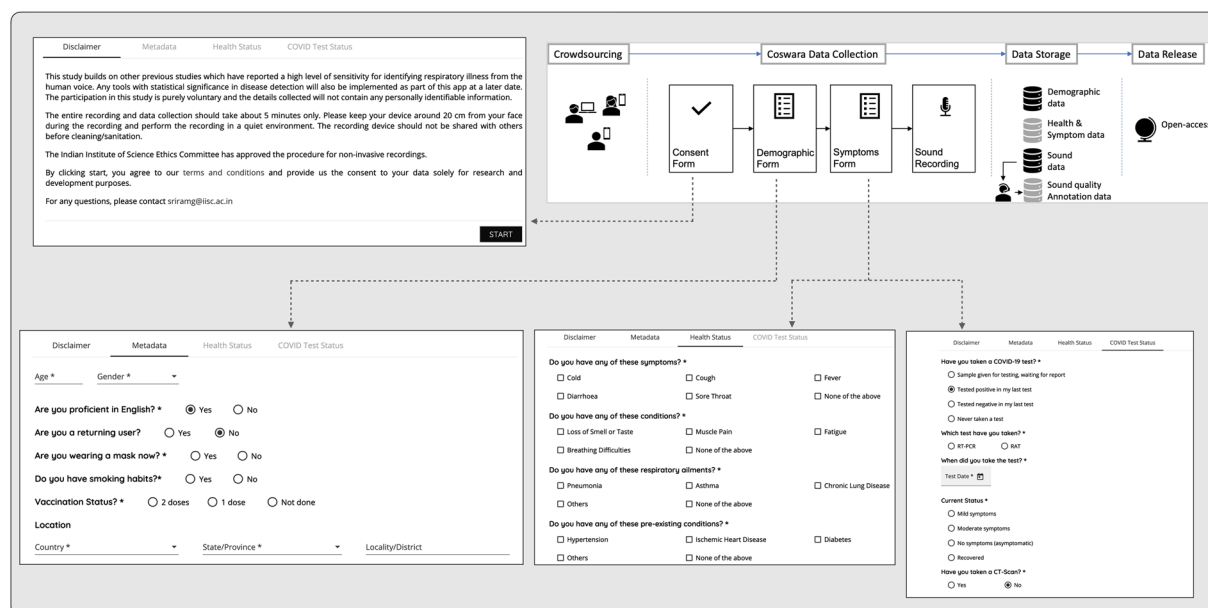 Disclaimer Metadata Health Status COVID Test Status
This study builds on other previous studies which have reported a high level of sensitivity for identifying respiratory illness from the
human voice. Any tools with statistical significance in disease detection will also be implemented as part of this app at a later date.
The participation in this study is purely voluntary and the details collected will not contain any personally identifiable information.
The entire recording and data collection should take about 5 minutes only. Please keep your device around 20 cm from your face
during the recording and perform the recording in a quiet environment. The recording device should not be shared with others
before cleaning/sanitation.
The Indian Institute of Science Ethics Committee has approved the procedure for non-invasive recordings.
By clicking start, you agree to our terms and conditions and provide us the consent to your data solely for research and
development purposes.
For any questions, please contact sriramg@iisc.ac.in
START
Crowdsourcing Coswara Data Collection Data Storage Data Release
Consent
Form
Demographic
Form
Symptoms
Form
Sound
Recording
Demographic
data
Health &
Symptom data
Sound
data
Sound quality
Annotation data
Open-access
Disclaimer Metadata Health Status COVID Test Status
Age * Gender *
Are you proficient in English? * Yes No
Are you a returning user? Yes No
Are you wearing a mask now? * Yes No
Do you have smoking habits?* Yes No
Vaccination Status? * 2 doses 1 dose Not done
Location
Country * State/Province * Locality/District
Disclaimer Metadata Health Status COVID Test Status
Do you have any of these symptoms? *
Cold Cough Fever
Diarrhoea Sore Throat None of the above
Do you have any of these conditions? *
Loss of Smell or Taste Muscle Pain Fatigue
Breathing Difficulties None of the above
Do you have any of these respiratory ailments? *
Pneumonia Asthma Chronic Lung Disease
Others None of the above
Do you have any of these pre-existing conditions? *
Hypertension Ischemic Heart Disease Diabetes
Others None of the above
Disclaimer Metadata Health Status COVID Test Status
Have you taken a COVID-19 test? *
Sample given for testing, waiting for report
Tested positive in my last test
Tested negative in my last test
Never taken a test
Which test have you taken? *
RT-PCR RAT
When did you take the test? *
Test Date *
Current Status *
Mild symptoms
Moderate symptoms
No symptoms (asymptomatic)
Recovered
Have you taken a CT-Scan? *
Yes No